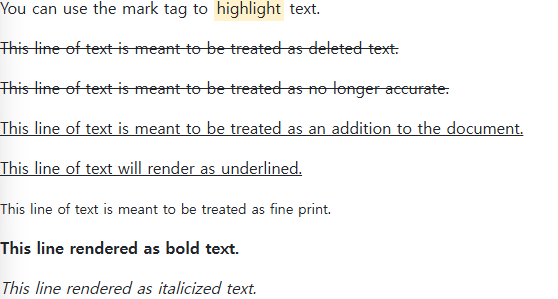 You can use the mark tag to highlight text.
This line of text is meant to be treated as deleted text.
This line of text is meant to be treated as no longer accurate.
This line of text is meant to be treated as an addition to the document.
This line of text will render as underlined.
This line of text is meant to be treated as fine print.
This line rendered as bold text.
This line rendered as italicized text.